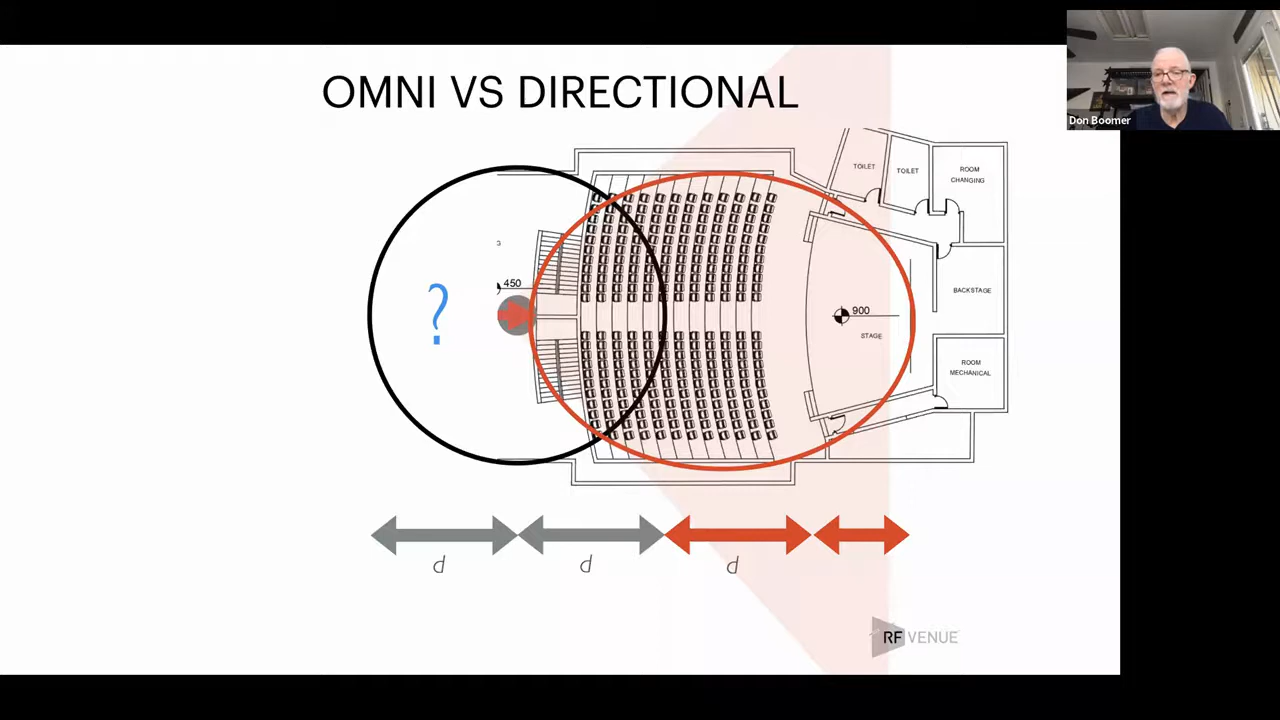 OMNI VS DIRECTIONAL
Don Boomer
TOILET
TOILET
ROOM
CHANGING
G
?
450
BACKSTAGE
900
STAGE
ROOM
MECHANICAL
d
d
d
RF VENUE